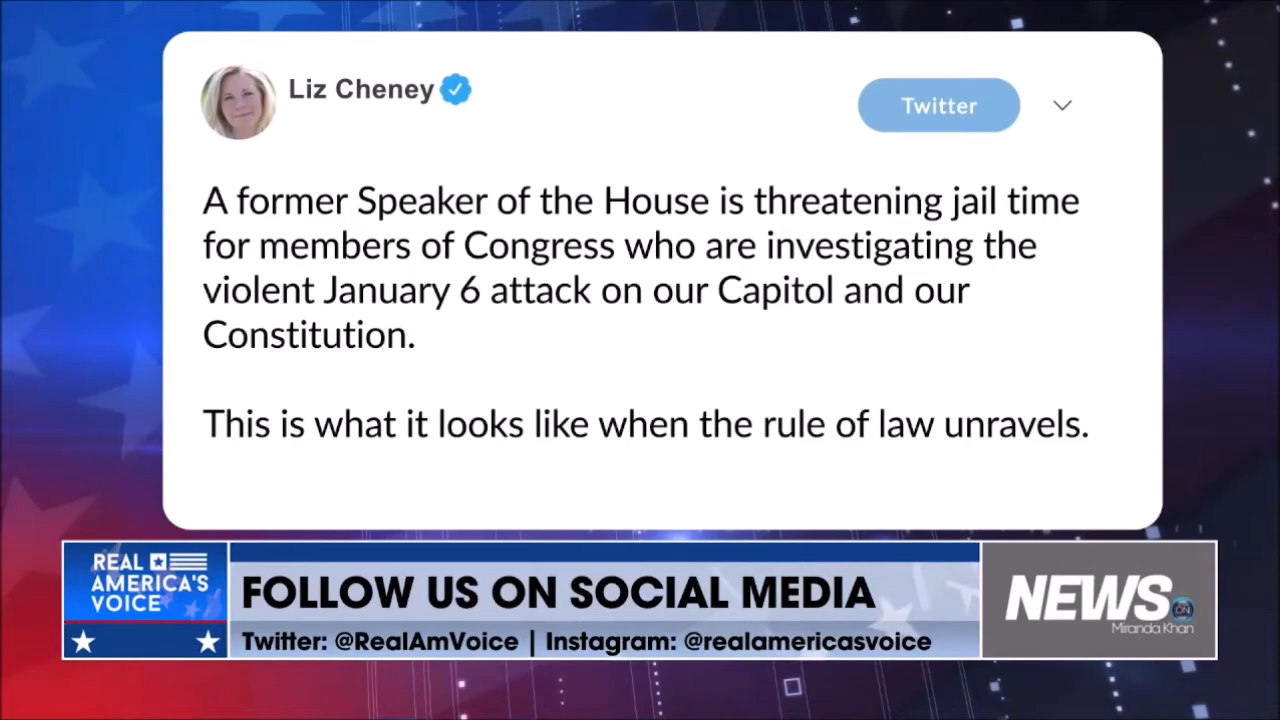 Liz Cheney
Twitter
A former Speaker of the House is threatening jail time
for members of Congress who are investigating the
violent January 6 attack on our Capitol and our
Constitution.
This is what it looks like when the rule of law unravels.
REAL
AMERICA'S
VOICE
FOLLOW US ON SOCIAL MEDIA
Twitter: @RealAmVoice | Instagram: @realamericasvoice
NEWS ON
Miranda Khan